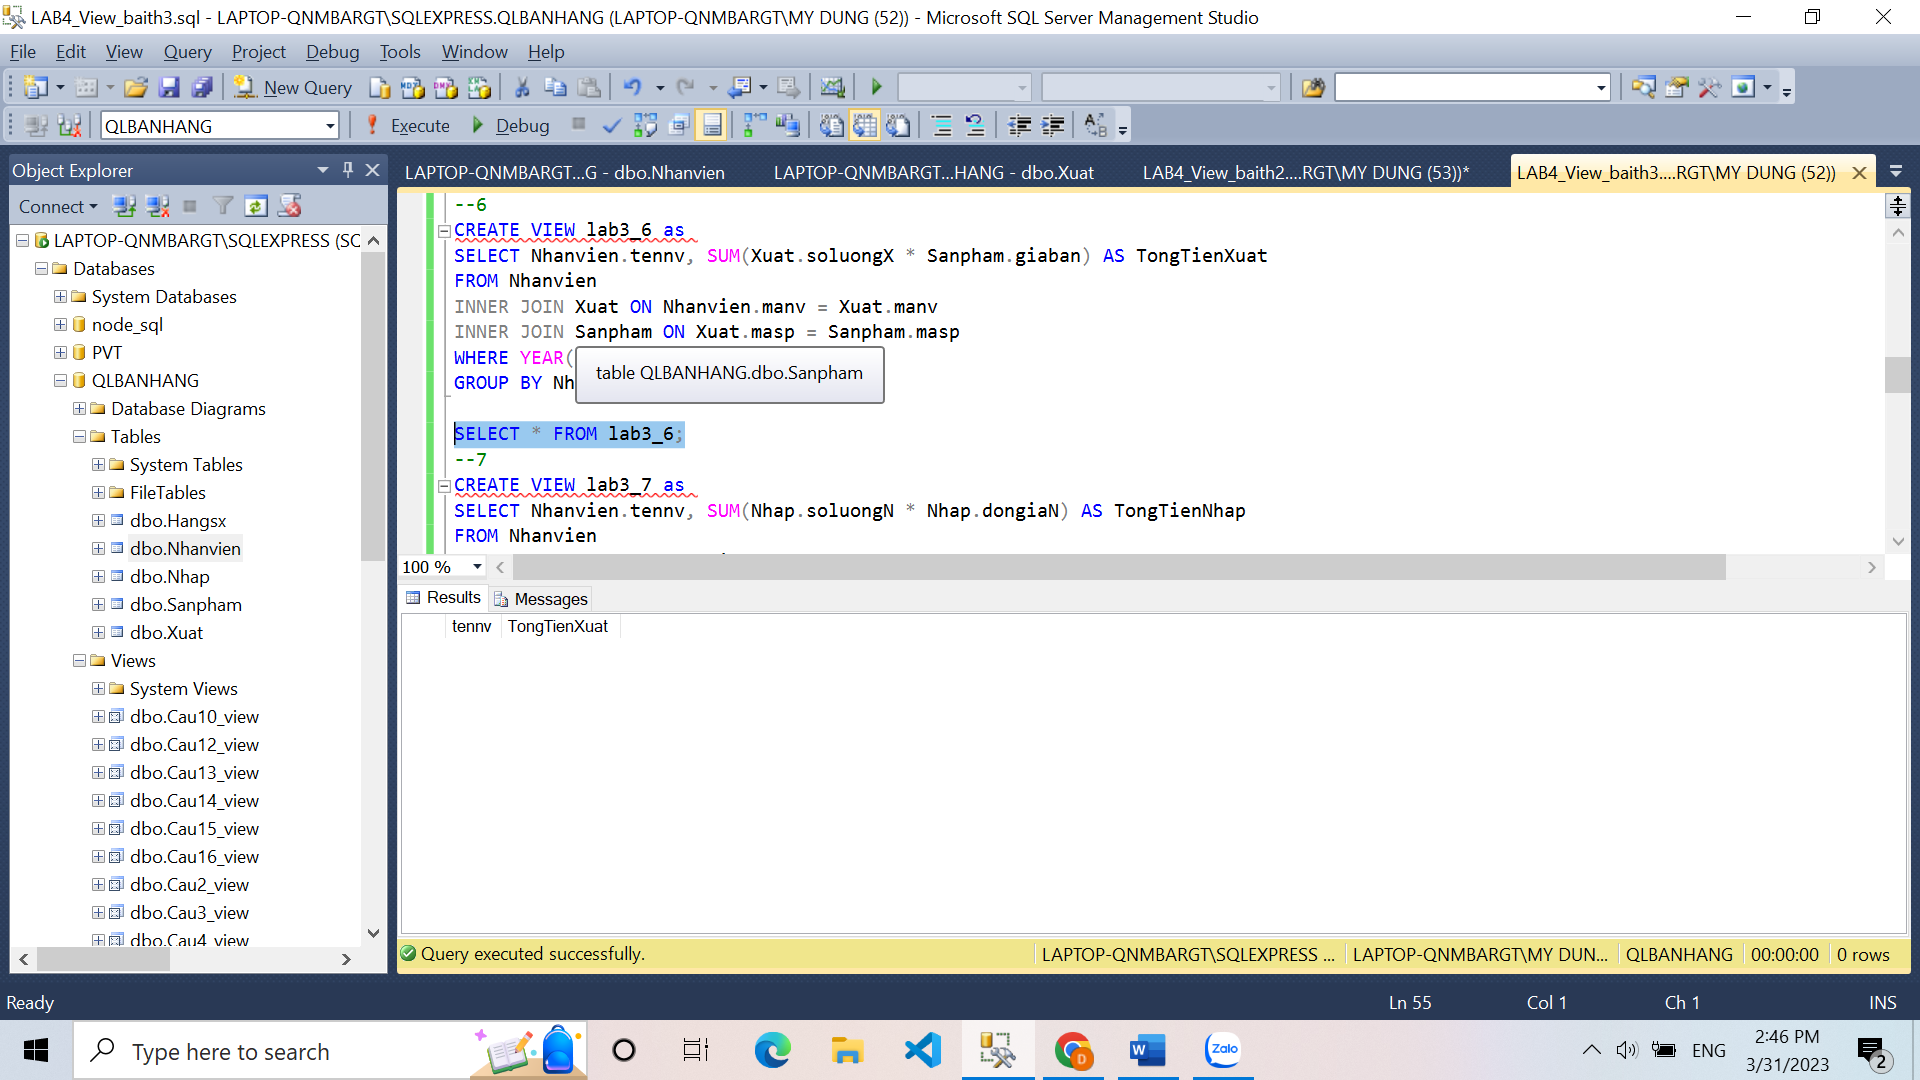 LAB4_View_baith3.sql - LAPTOP-QNMBARGT\SQLEXPRESS.QLBANHANG (LAPTOP-QNMBARGT\MY DUNG (52)) - Microsoft SQL Server Management Studio
File Edit View Query Project Debug Tools Window Help
New Query
QLBANHANG Execute Debug
Object Explorer
LAPTOP-QNMBARGT...G - dbo.Nhanvien LAPTOP-QNMBARGT...HANG - dbo.Xuat LAB4_View_baith2....RGT\MY DUNG (53))* LAB4_View_baith3....RGT\MY DUNG (52))
Connect
LAPTOP-QNMBARGT\SQLEXPRESS (SC
Databases
System Databases
node_sql
PVT
QLBANHANG
Database Diagrams
Tables
System Tables
FileTables
dbo.Hangsx
dbo.Nhanvien
dbo.Nhap
dbo.Sanpham
dbo.Xuat
Views
System Views
dbo.Cau10_view
dbo.Cau12_view
dbo.Cau13_view
dbo.Cau14_view
dbo.Cau15_view
dbo.Cau16_view
dbo.Cau2_view
dbo.Cau3_view
dbo.Cau4_view
--6
CREATE VIEW lab3_6 as
SELECT Nhanvien.tennv, SUM(Xuat.soluongX * Sanpham.giaban) AS TongTienXuat
FROM Nhanvien
INNER JOIN Xuat ON Nhanvien.manv = Xuat.manv
INNER JOIN Sanpham ON Xuat.masp = Sanpham.masp
WHERE YEAR(
table QLBANHANG.dbo.Sanpham
GROUP BY Nh
SELECT * FROM lab3_6;
--7
CREATE VIEW lab3_7 as
SELECT Nhanvien.tennv, SUM(Nhap.soluongN * Nhap.dongiaN) AS TongTienNhap
FROM Nhanvien
100 %
Results Messages
tennv TongTienXuat
Query executed successfully. LAPTOP-QNMBARGT\SQLEXPRESS ... LAPTOP-QNMBARGT\MY DUN... QLBANHANG 00:00:00 0 rows
Ready Ln 55 Col 1 Ch 1 INS
Type here to search
Zalo
ENG
2:46 PM
3/31/2023
2